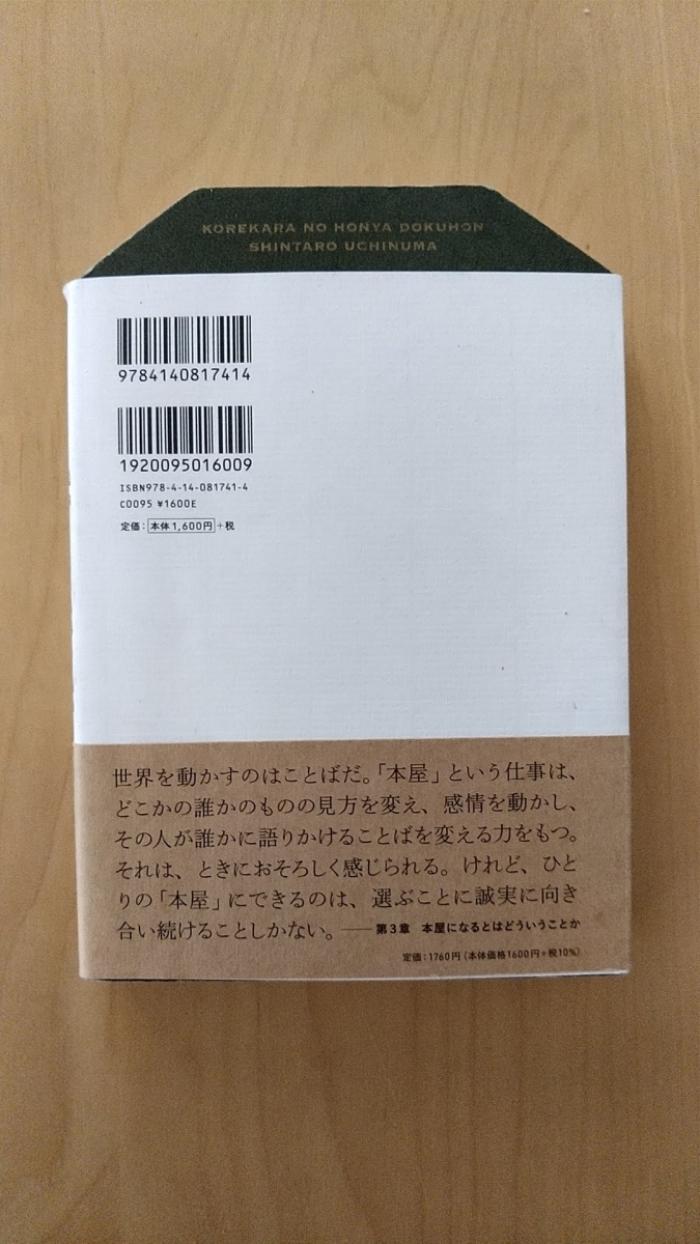 KOREKARA NO HONYA DOKUHON
SHINTARO UCHINUMA
9784140817414
1920095016009
ISBN978-4-14-081741-4
C0095 ¥1600E
定価：本体1,600円+税
世界を動かすのはことばだ。「本屋」という仕事は、
どこかの誰かのものの見方を変え、感情を動かし、
その人が誰かに語りかけることばを変える力をもつ。
それは、ときにおそろしく感じられる。けれど、ひと
りの「本屋」にできるのは、選ぶことに誠実に向き
合い続けることしかない。——第3章 本屋になるとはどういうことか
定価：1760円（本体価格1600円+税10%）